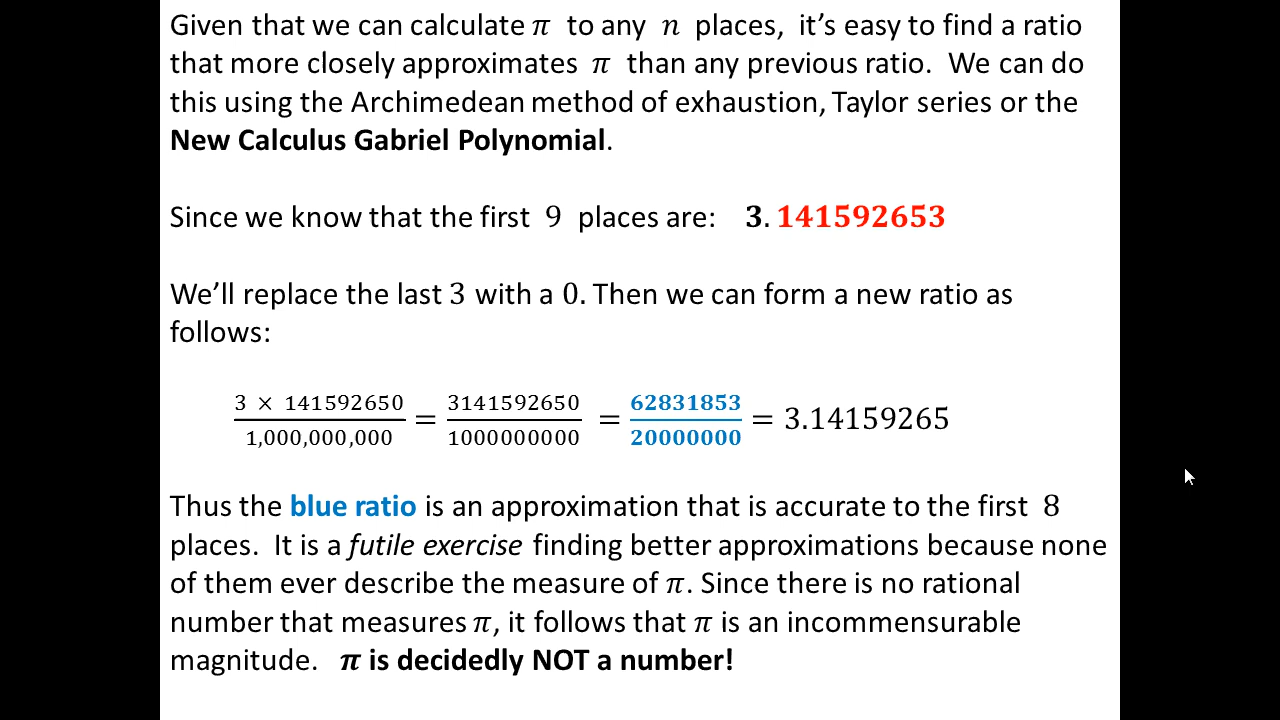 Given that we can calculate π to any n places, it's easy to find a ratio
that more closely approximates π than any previous ratio. We can do
this using the Archimedean method of exhaustion, Taylor series or the
New Calculus Gabriel Polynomial.
Since we know that the first 9 places are: 3.141592653
We'll replace the last 3 with a 0. Then we can form a new ratio as
follows:
3 × 141592650 / 1,000,000,000 = 3141592650 / 1000000000 = 62831853 / 20000000 = 3.14159265
Thus the blue ratio is an approximation that is accurate to the first 8
places. It is a futile exercise finding better approximations because none
of them ever describe the measure of π. Since there is no rational
number that measures π, it follows that π is an incommensurable
magnitude. π is decidedly NOT a number!